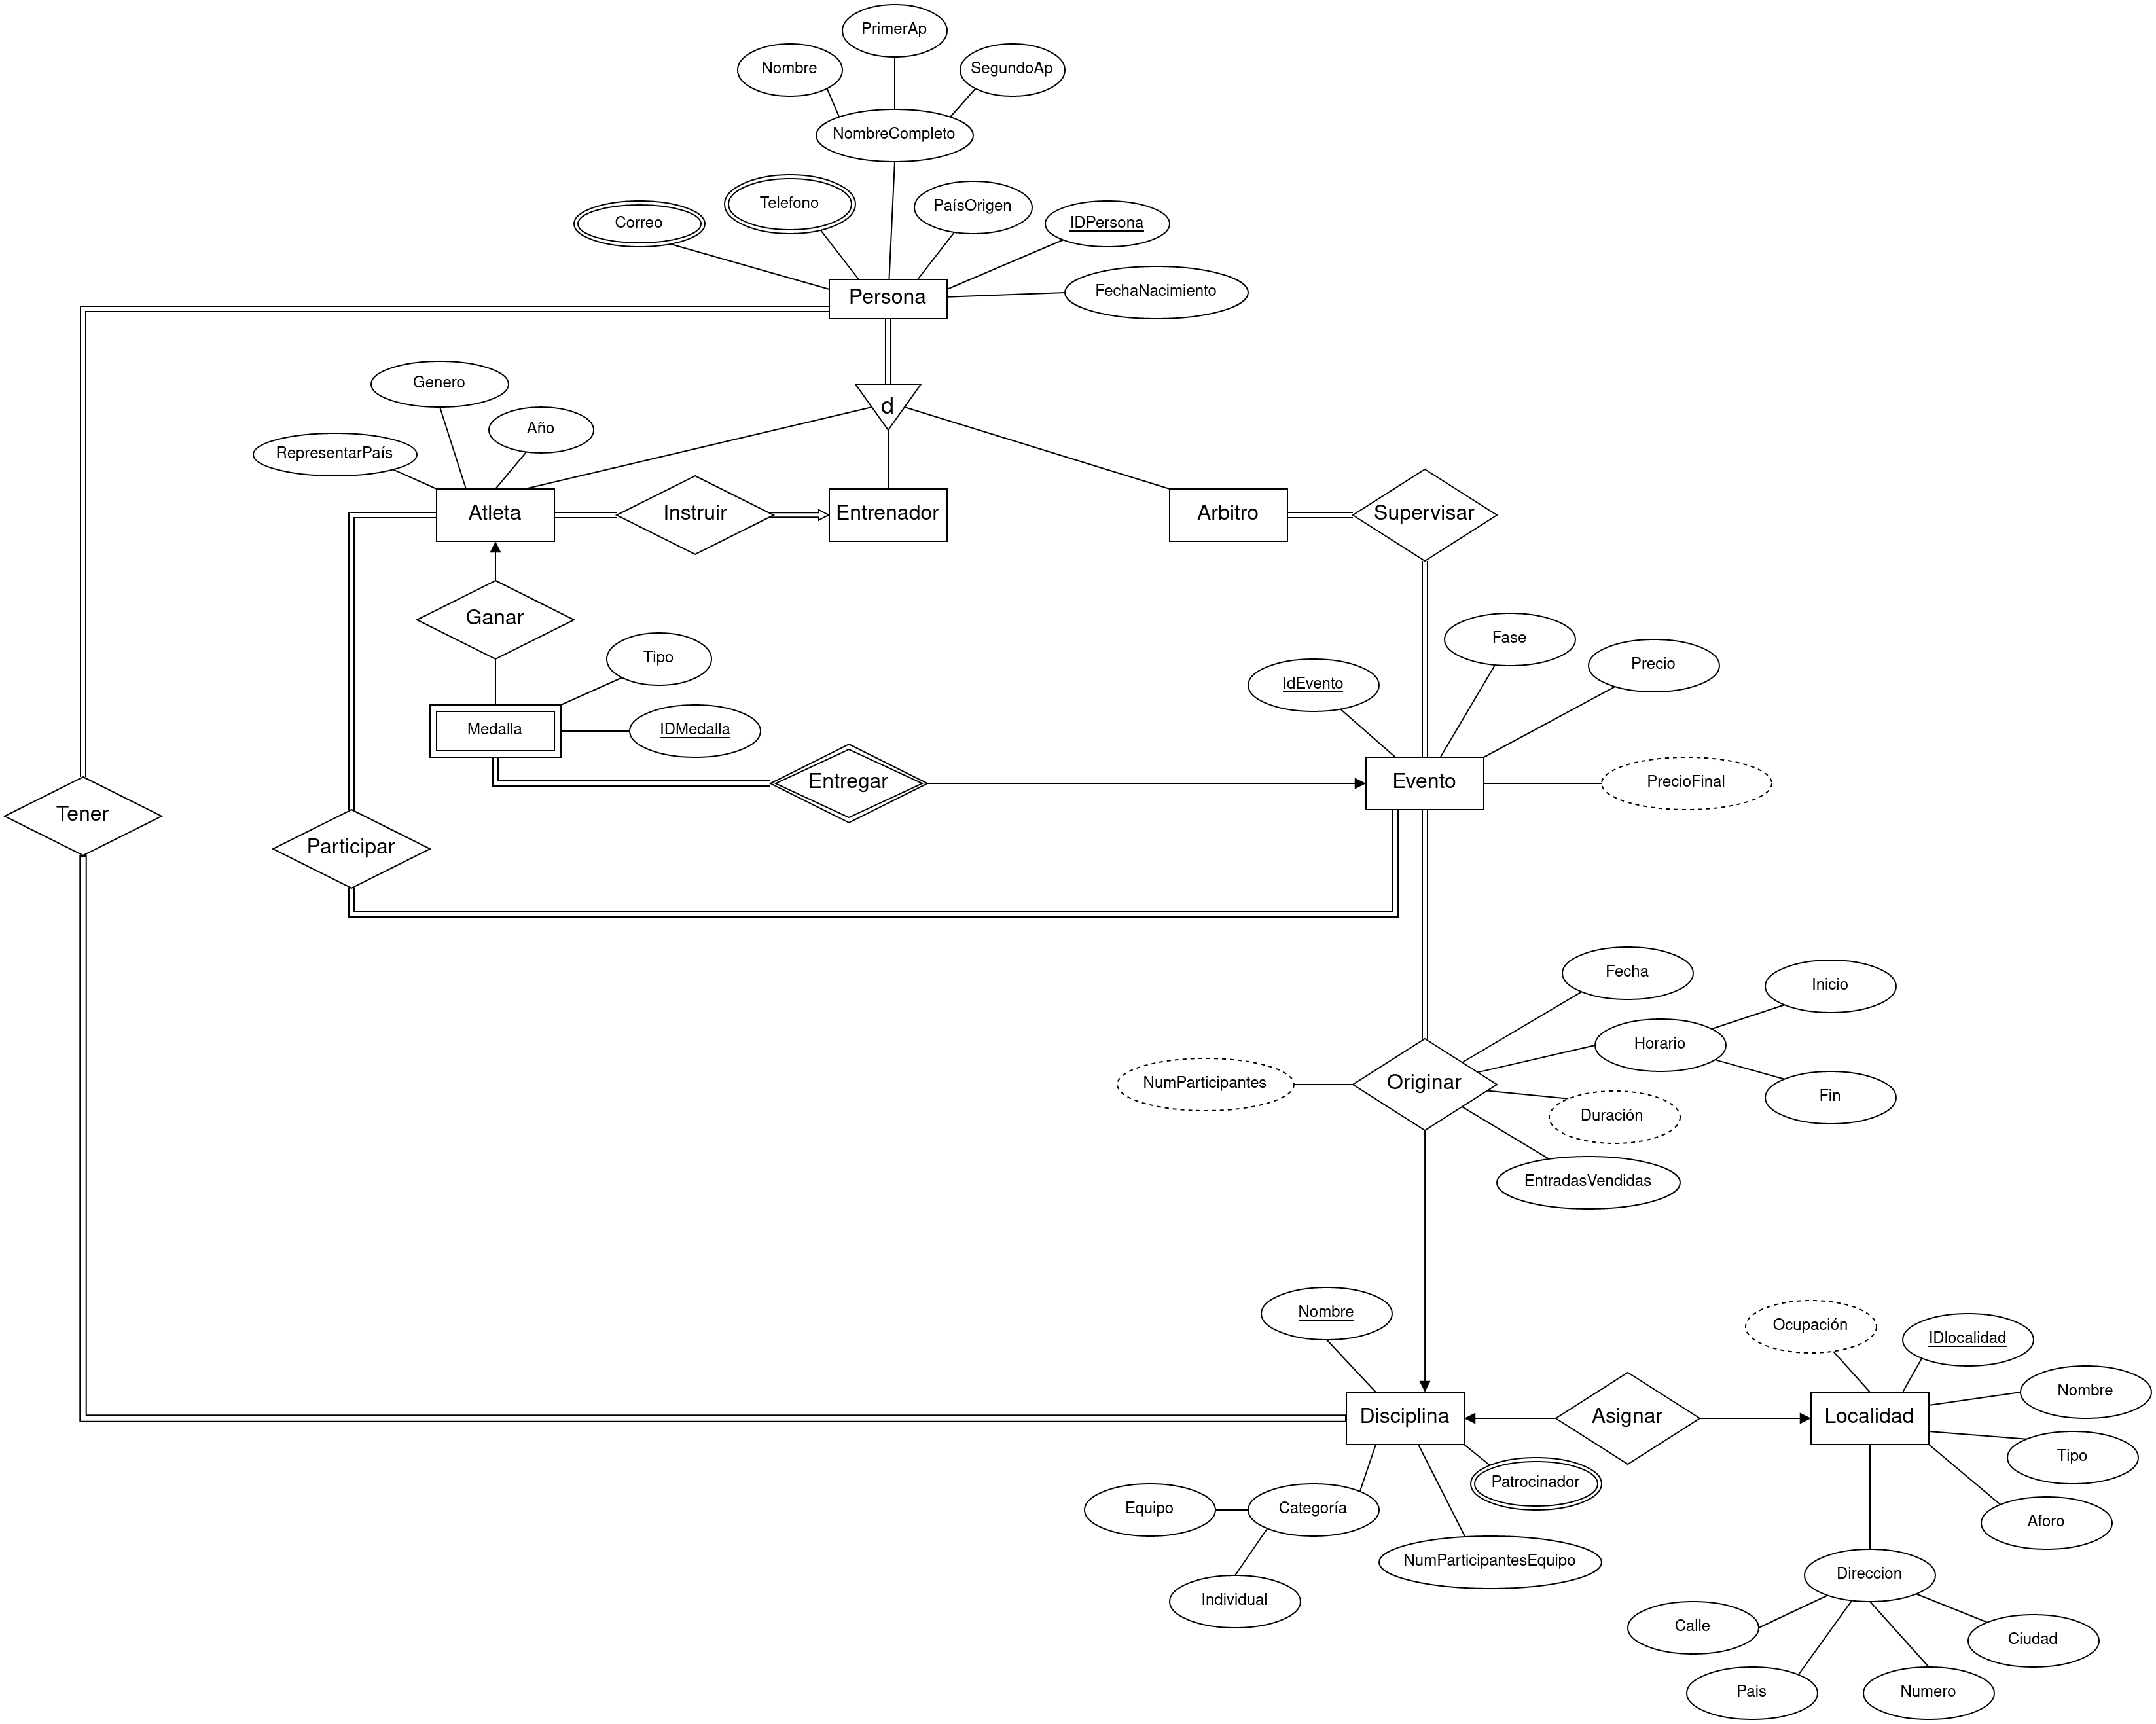 PrimerAp
Nombre
SegundoAp
NombreCompleto
Telefono
PaísOrigen
Correo
IDPersona
FechaNacimiento
Persona
Genero
d
Año
RepresentarPaís
Atleta
Instruir
Entrenador
Arbitro
Supervisar
Ganar
Fase
Tipo
Precio
IdEvento
Medalla
IDMedalla
Entregar
Evento
PrecioFinal
Tener
Participar
Fecha
Inicio
Horario
NumParticipantes
Originar
Fin
Duración
EntradasVendidas
Nombre
Ocupación
IDlocalidad
Nombre
Disciplina
Asignar
Localidad
Tipo
Patrocinador
Equipo
Categoría
Aforo
NumParticipantesEquipo
Direccion
Individual
Calle
Ciudad
Pais
Numero